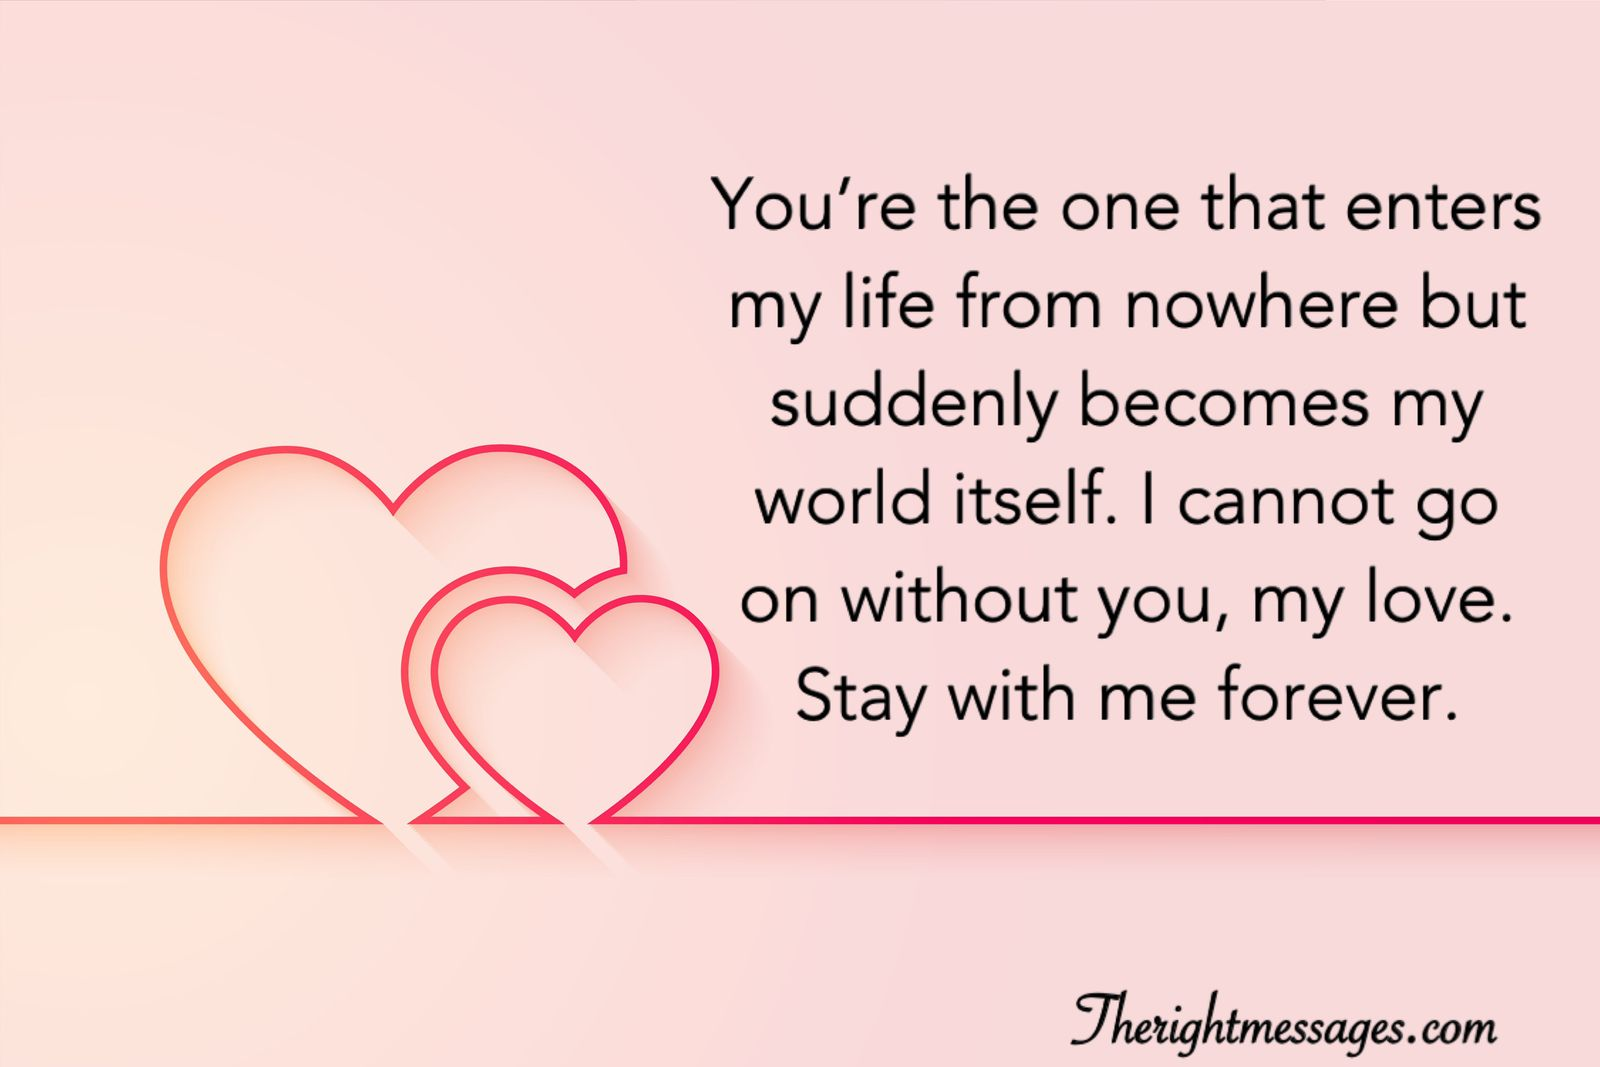 You’re the one that enters
my life from nowhere but
suddenly becomes my
world itself. I cannot go
on without you, my love.
Stay with me forever.
Therightmessages.com